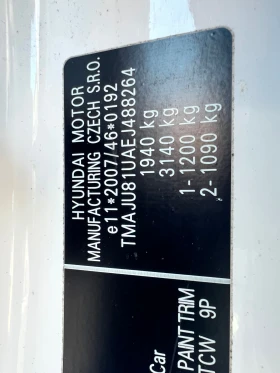 HYUNDAI MOTOR
MANUFACTURING CZECH S.R.O.
e11*2007/46*0192
TMAJU81UAEJ488264
1940 kg
3140 kg
1-1200 kg
2-1090 kg
Car
PAINT TRIM
TCW 9P